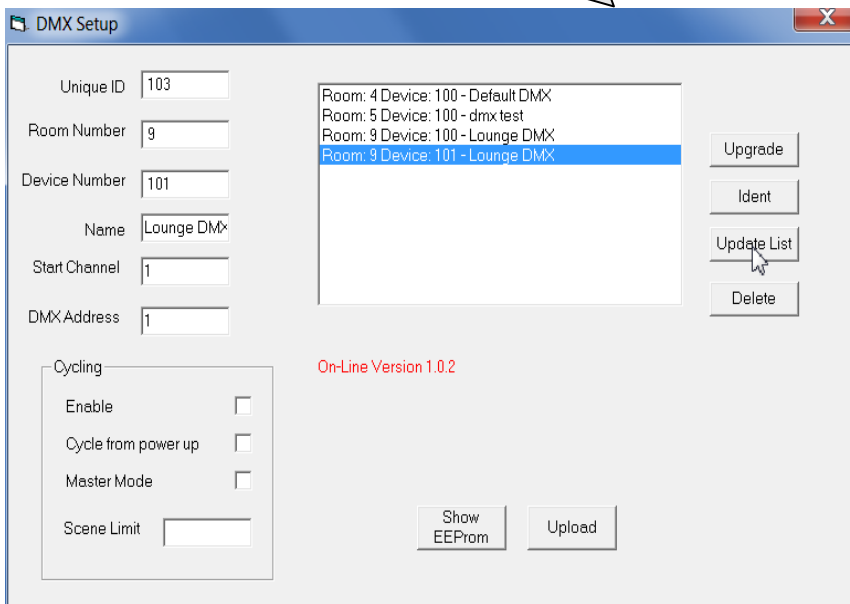 DMX Setup
X
Unique ID 103
Room Number 9
Device Number 101
Name Lounge DMX
Start Channel 1
DMX Address 1
Room: 4 Device: 100 - Default DMX
Room: 5 Device: 100 - dmx test
Room: 9 Device: 100 - Lounge DMX
Room: 9 Device: 101 - Lounge DMX
Upgrade
Ident
Update List
Delete
Cycling
Enable
Cycle from power up
Master Mode
Scene Limit
On-Line Version 1.0.2
Show
EEProm
Upload